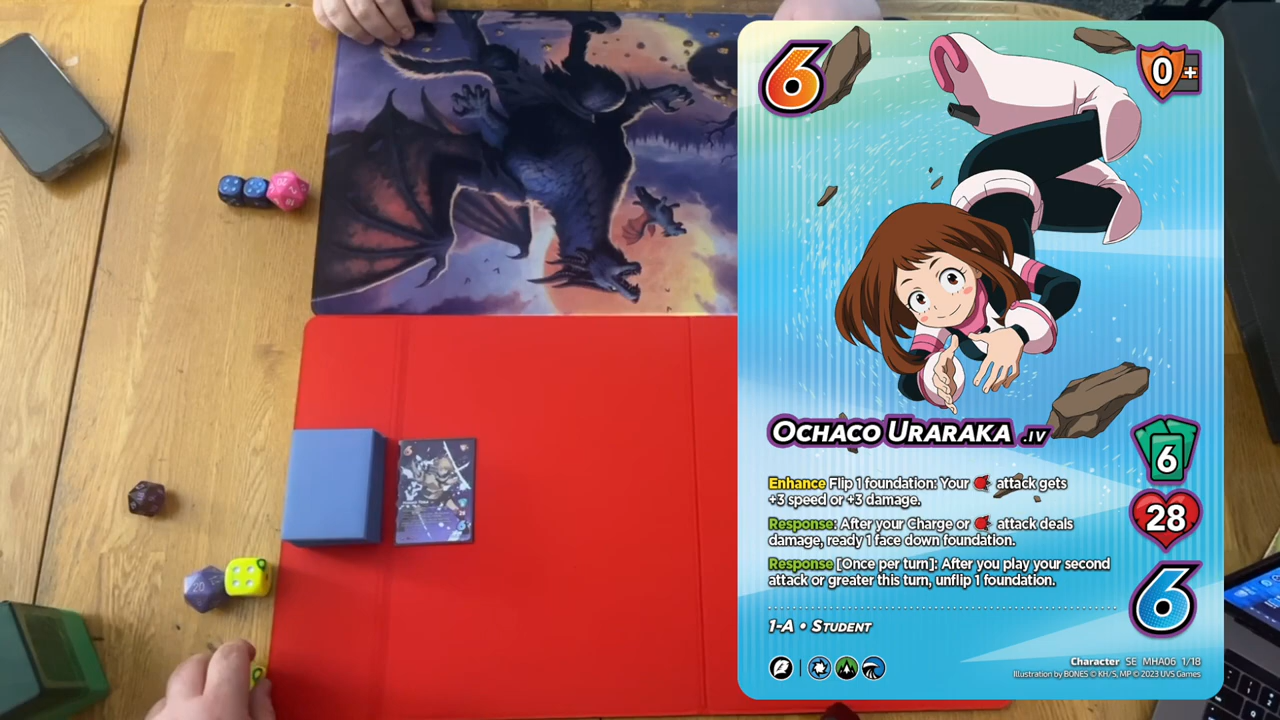 6
0+
OCHACO URARAKA .IV
6
Enhance Flip 1 foundation: Your attack gets
+3 speed or +3 damage.
28
Response: After your Charge or attack deals
damage, ready 1 face down foundation.
Response [Once per turn]: After you play your second
attack or greater this turn, unflip 1 foundation.
6
1-A • STUDENT
Character SE MHA06 1/18
Illustration by BONES © KH/S, MP © 2023 UVS Games
20